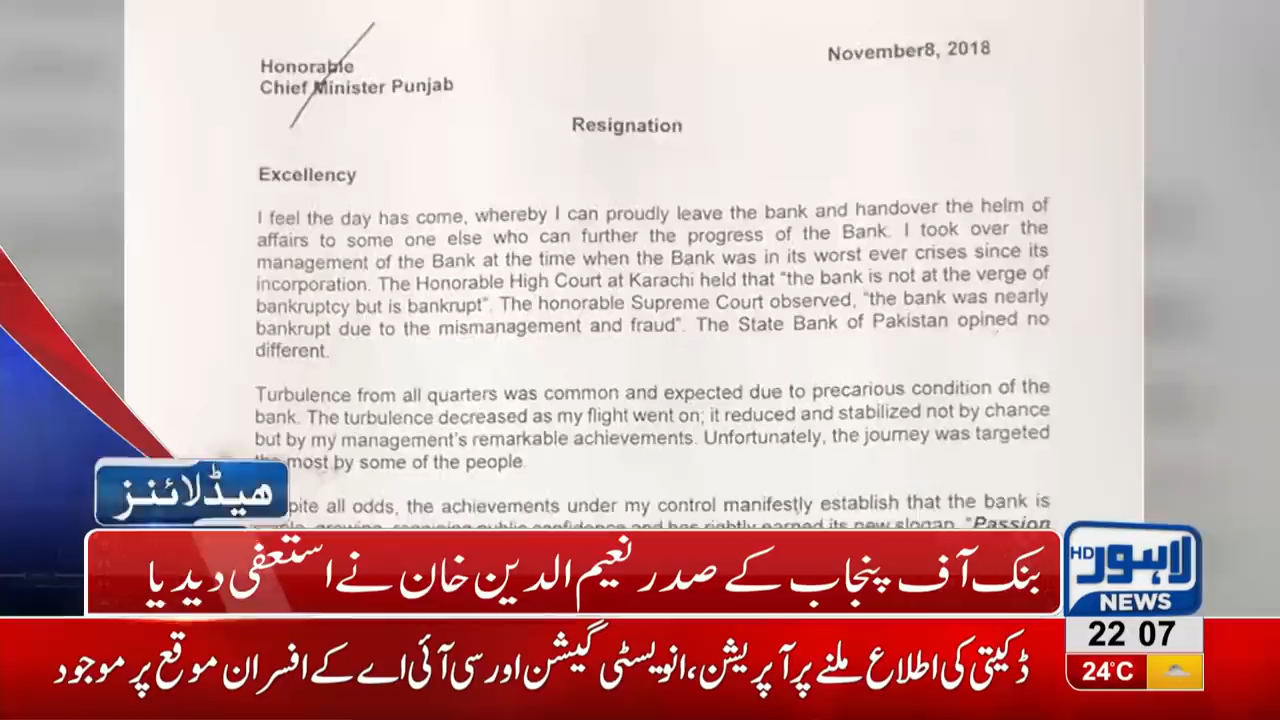 November8, 2018
Honorable
Chief Minister Punjab
Resignation
Excellency
I feel the day has come, whereby I can proudly leave the bank and handover the helm of
affairs to some one else who can further the progress of the Bank. I took over the
management of the Bank at the time when the Bank was in its worst ever crises since its
incorporation. The Honorable High Court at Karachi held that “the bank is not at the verge of
bankruptcy but is bankrupt”. The honorable Supreme Court observed, “the bank was nearly
bankrupt due to the mismanagement and fraud”. The State Bank of Pakistan opined no
different.
Turbulence from all quarters was common and expected due to precarious condition of the
bank. The turbulence decreased as my flight went on; it reduced and stabilized not by chance
but by my management's remarkable achievements. Unfortunately, the journey was targeted
most by some of the people.
all odds, the achievements under my control manifestly establish that the bank is
public confidence and has rightly earned its new slogan, "Passion
ھیڈلائنز
بنک آف پنجاب کے صدر نعیم الدین خان نے استعفی دیدیا
لاہور
HD
NEWS
22 07
24°C
ڈکیتی کی اطلاع ملنے پر آپریشن، انویسٹی گیشن اور سی آئی اے کے افسران موقع پر موجود